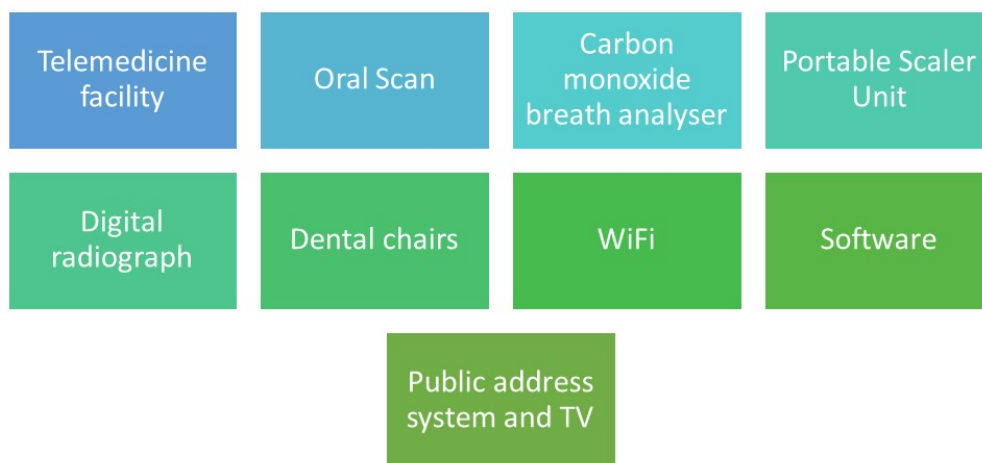 Telemedicine
facility
Oral Scan
Carbon
monoxide
breath analyser
Portable Scaler
Unit
Digital
radiograph
Dental chairs
WiFi
Software
Public address
system and TV